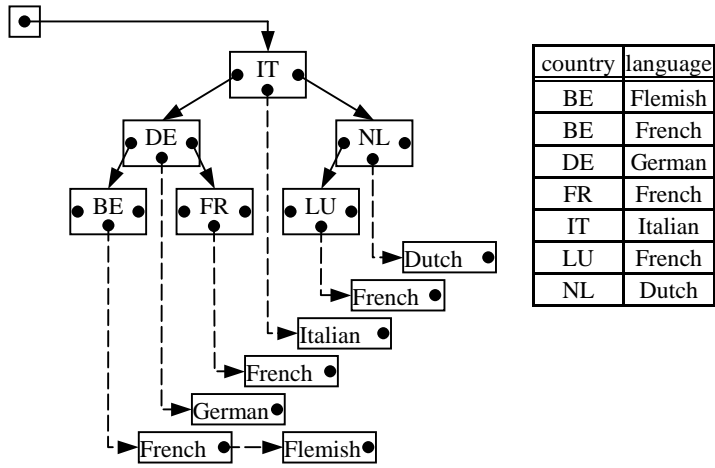 IT
DE
NL
BE
FR
LU
Dutch
French
Italian
French
German
French
Flemish
country language
BE Flemish
BE French
DE German
FR French
IT Italian
LU French
NL Dutch